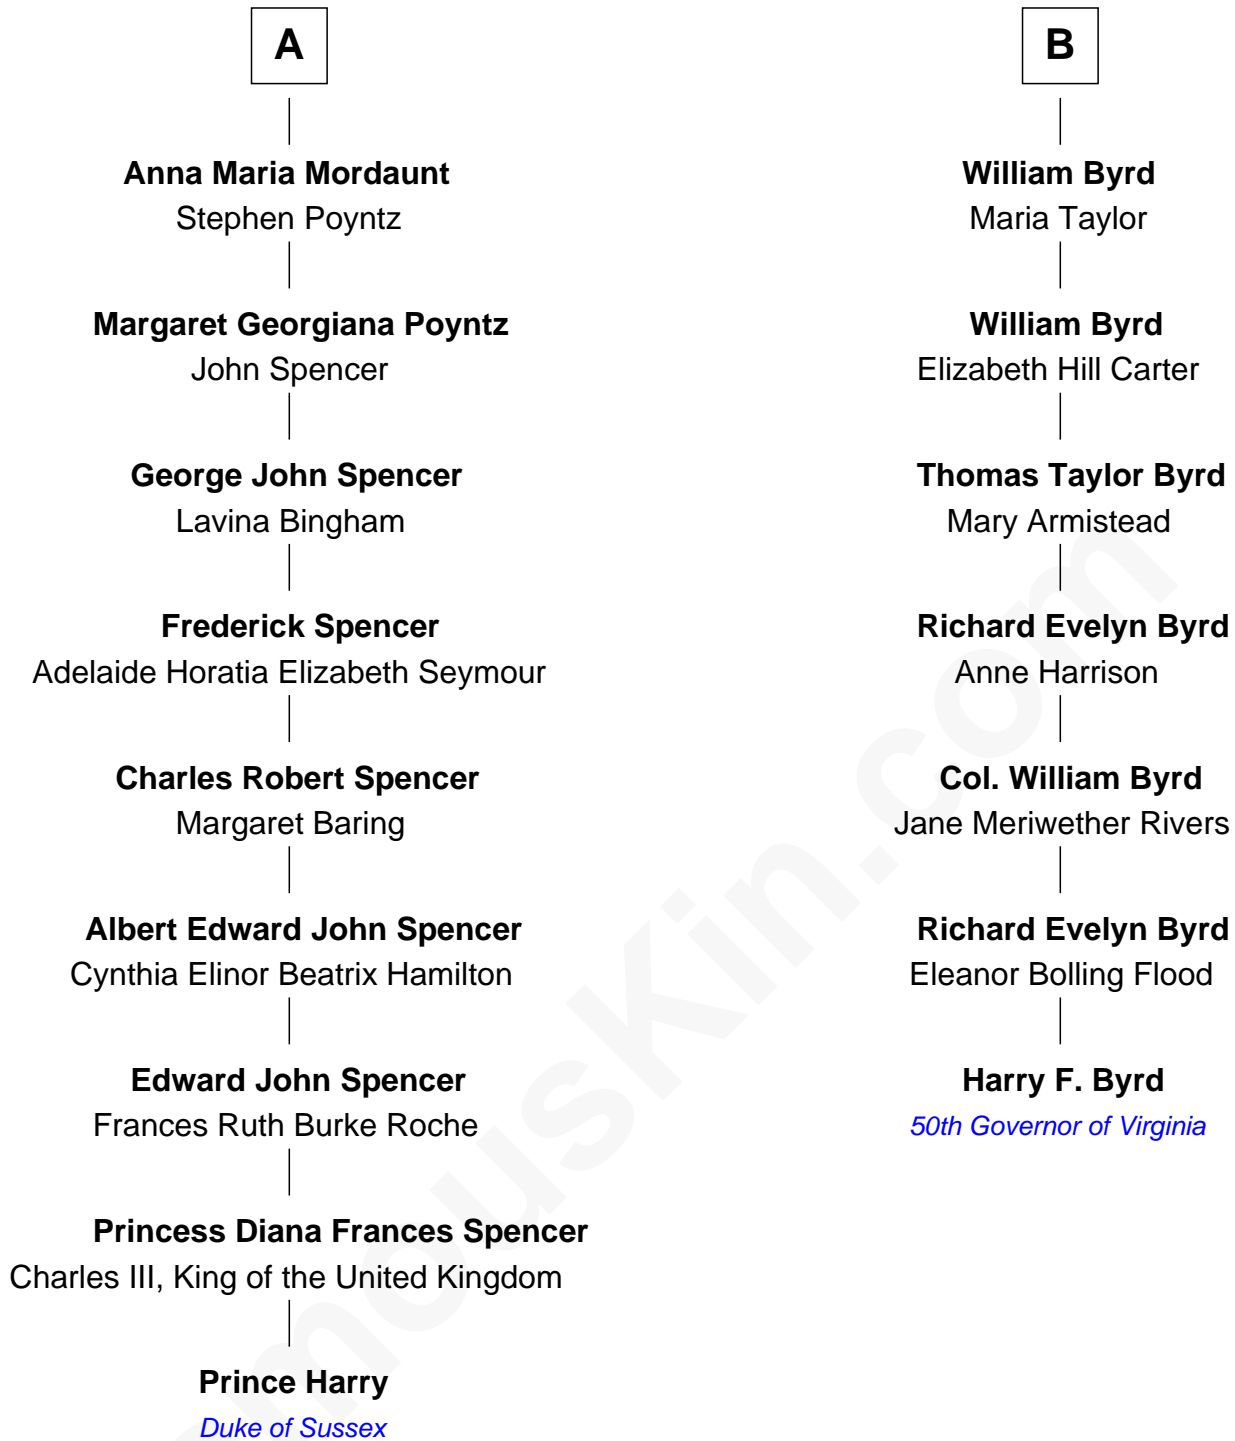 A
Anna Maria Mordaunt
Stephen Poyntz
Margaret Georgiana Poyntz
John Spencer
George John Spencer
Lavina Bingham
Frederick Spencer
Adelaide Horatia Elizabeth Seymour
Charles Robert Spencer
Margaret Baring
Albert Edward John Spencer
Cynthia Elinor Beatrix Hamilton
Edward John Spencer
Frances Ruth Burke Roche
Princess Diana Frances Spencer
Charles III, King of the United Kingdom
Prince Harry
Duke of Sussex
B
William Byrd
Maria Taylor
William Byrd
Elizabeth Hill Carter
Thomas Taylor Byrd
Mary Armistead
Richard Evelyn Byrd
Anne Harrison
Col. William Byrd
Jane Meriwether Rivers
Richard Evelyn Byrd
Eleanor Bolling Flood
Harry F. Byrd
50th Governor of Virginia
mouskin.com